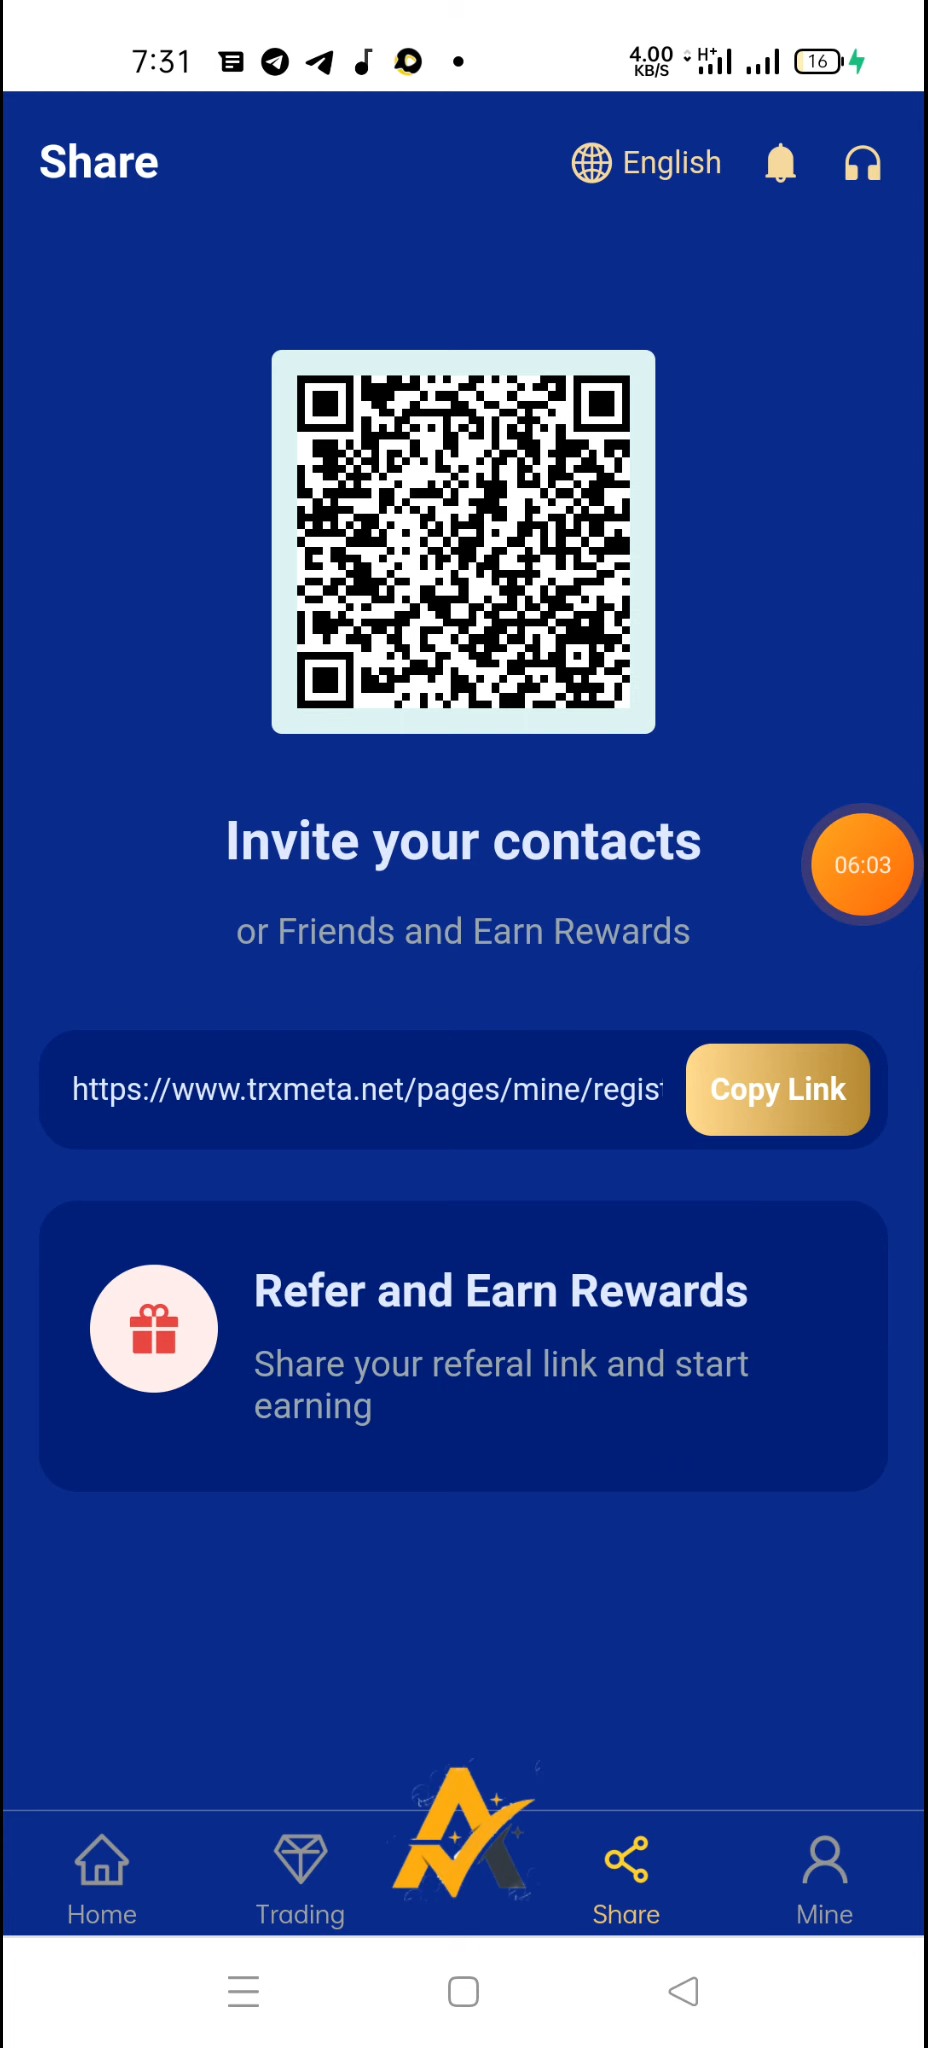 7:31
4.00
KB/S
H+
16
Share
English
Invite your contacts
06:03
or Friends and Earn Rewards
https://www.trxmeta.net/pages/mine/regist
Copy Link
Refer and Earn Rewards
Share your referal link and start
earning
Home
Trading
Share
Mine